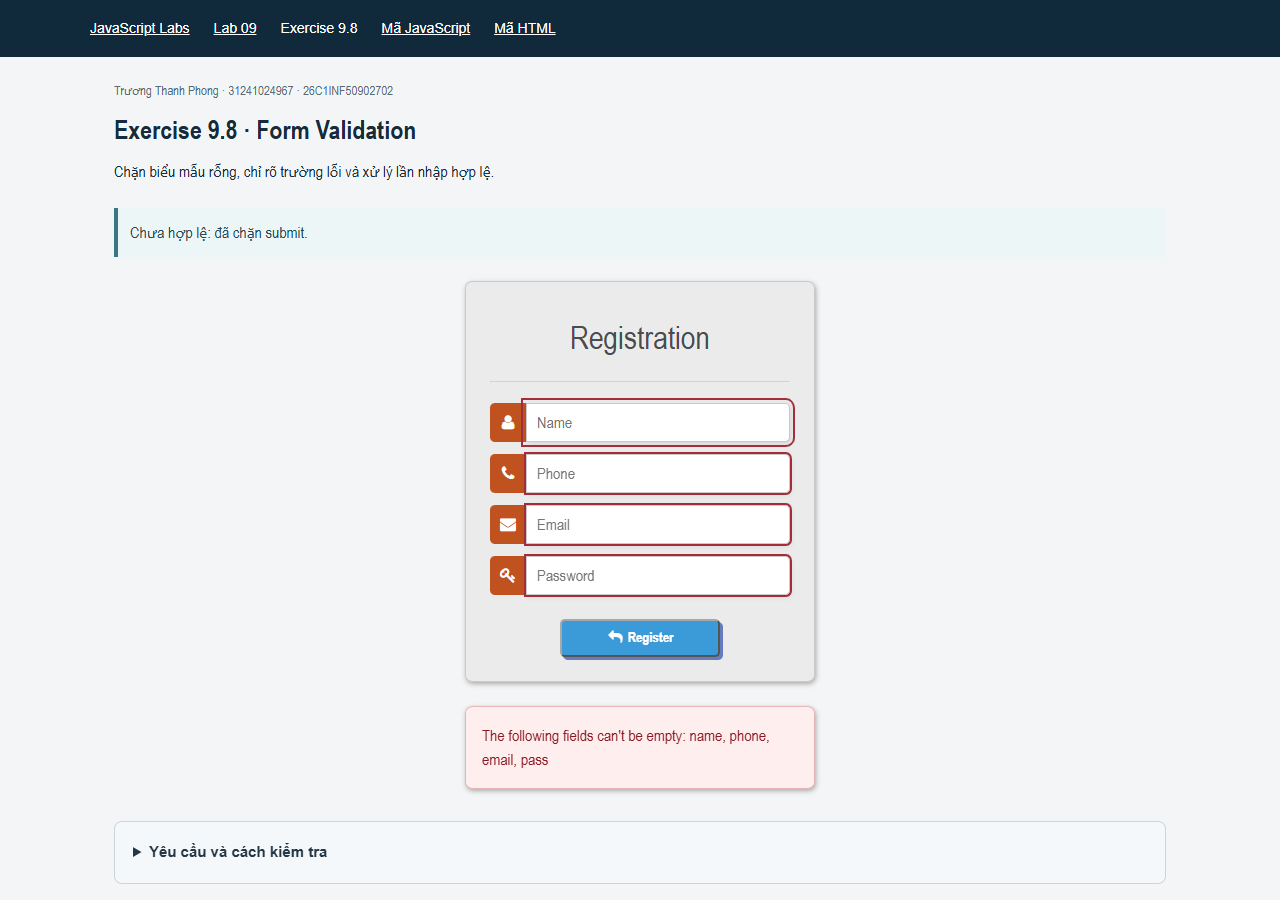 JavaScript Labs Lab 09 Exercise 9.8 Mã JavaScript Mã HTML
Trương Thanh Phong · 31241024967 · 26C1INF50902702
Exercise 9.8 · Form Validation
Chặn biểu mẫu rỗng, chỉ rõ trường lỗi và xử lý lần nhập hợp lệ.
Chưa hợp lệ: đã chặn submit.
Registration
Name
Phone
Email
Password
Register
The following fields can't be empty: name, phone,
email, pass
Yêu cầu và cách kiểm tra